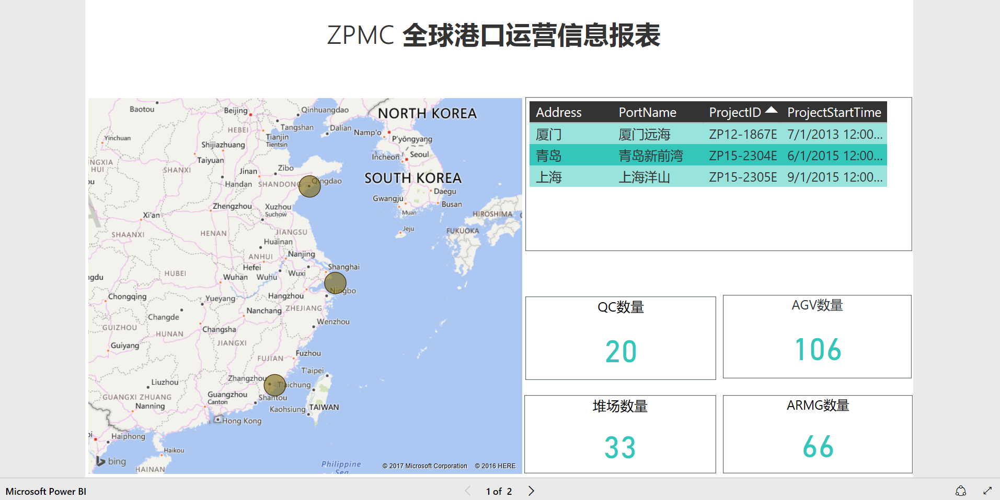 ZPMC 全球港口运营信息报表
Baotou
Beijing
Qinhuangdao
NORTH KOREA
HEBEI
Tangshan
Dalian
Namp'o
Yinchuan
Tianjin
Tientsin
P'yŏngyang
Shijiazhuang
Taiyuan
Incheon
Seoul
NGXIA
HUI
SHANXI
Jinan
Zibo
SOUTH KOREA
Handan
SHANDONG
Qingdao
Daegu
Gwangju
Busan
Zhengzhou
Xuzhou
Suchow
Muan
HIROSHIMA
Xi'an
Jeju
FUKUOKA
SHAANXI
HENAN
JIANGSU
Huainan
ANHUI
Nanjing
Hefei
Shanghai
HUBEI
Wuhan
Wuhu
Wuxi
ngdu
Ningbo
Chongqing
Yueyang
Hangzhou
Nanchang
ZHEJIANG
Changde
Wenzhou
GUIZHOU
HUNAN
Changsha
JIANGXI
Guiyang
FUJIAN
Fuzhou
T'aipei
Liuzhou
Zhangzhou
T'aichung
GUANGXI ZHUANG
Guangzhou
Canton
Shantou
Nanning
Kaohsiung
TAIWAN
Hong Kong
Haiphong
Haikou
HAINAN
bing
Philippine
Sea
© 2017 Microsoft Corporation © 2016 HERE
Address PortName ProjectID ProjectStartTime
厦门 厦门远海 ZP12-1867E 7/1/2013 12:00...
青岛 青岛新前湾 ZP15-2304E 6/1/2015 12:00...
上海 上海洋山 ZP15-2305E 9/1/2015 12:00...
QC数量
20
AGV数量
106
堆场数量
33
ARMG数量
66
Microsoft Power BI
1 of 2